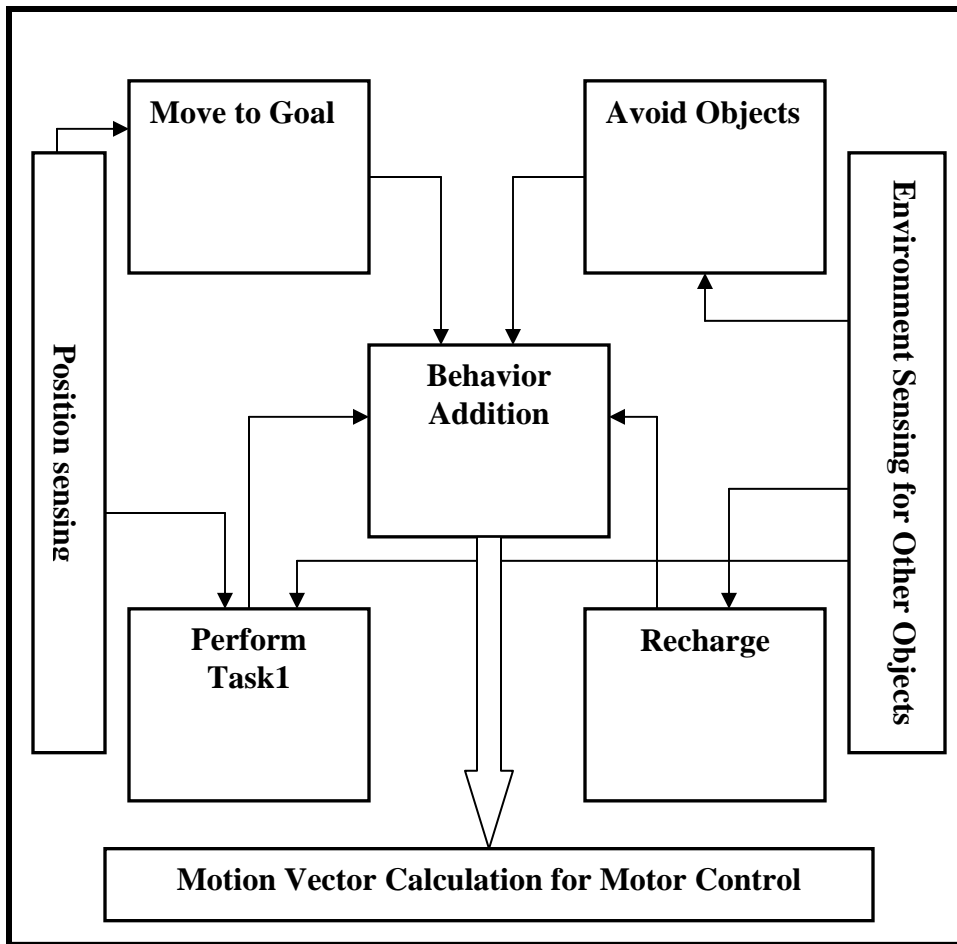 Move to Goal
Avoid Objects
Position sensing
Environment Sensing for Other Objects
Behavior
Addition
Perform
Task1
Recharge
Motion Vector Calculation for Motor Control